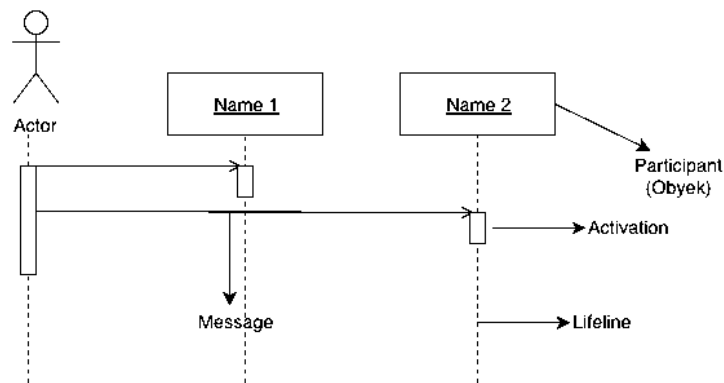 Actor
Name 1
Name 2
Participant
(Obyek)
Activation
Message
Lifeline